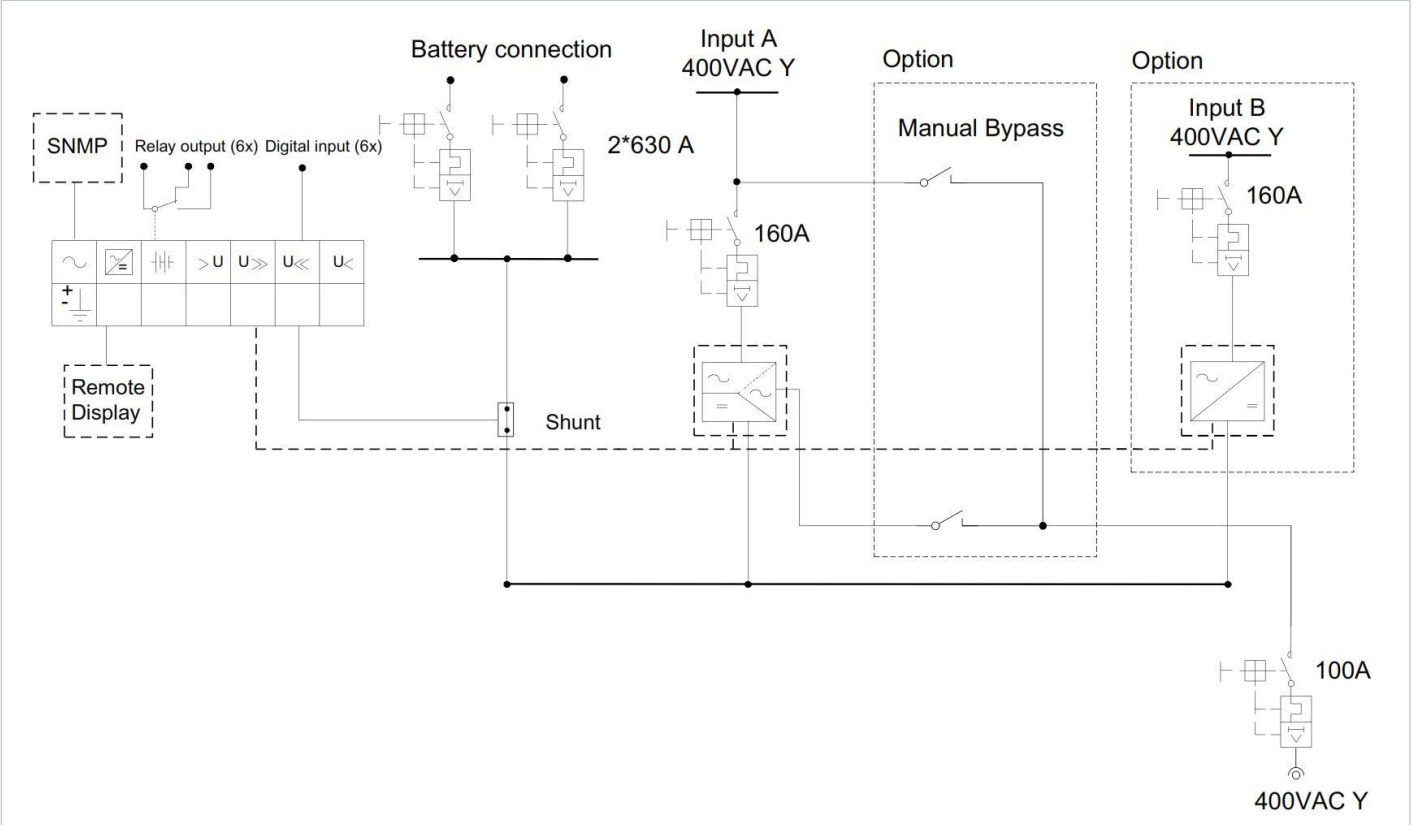 Battery connection
Input A
400VAC Y
Option
Option
Manual Bypass
Input B
400VAC Y
SNMP
Relay output (6x)
Digital input (6x)
2*630 A
160A
160A
>U
U>>
U<<
U<
+
-
Remote
Display
Shunt
100A
400VAC Y